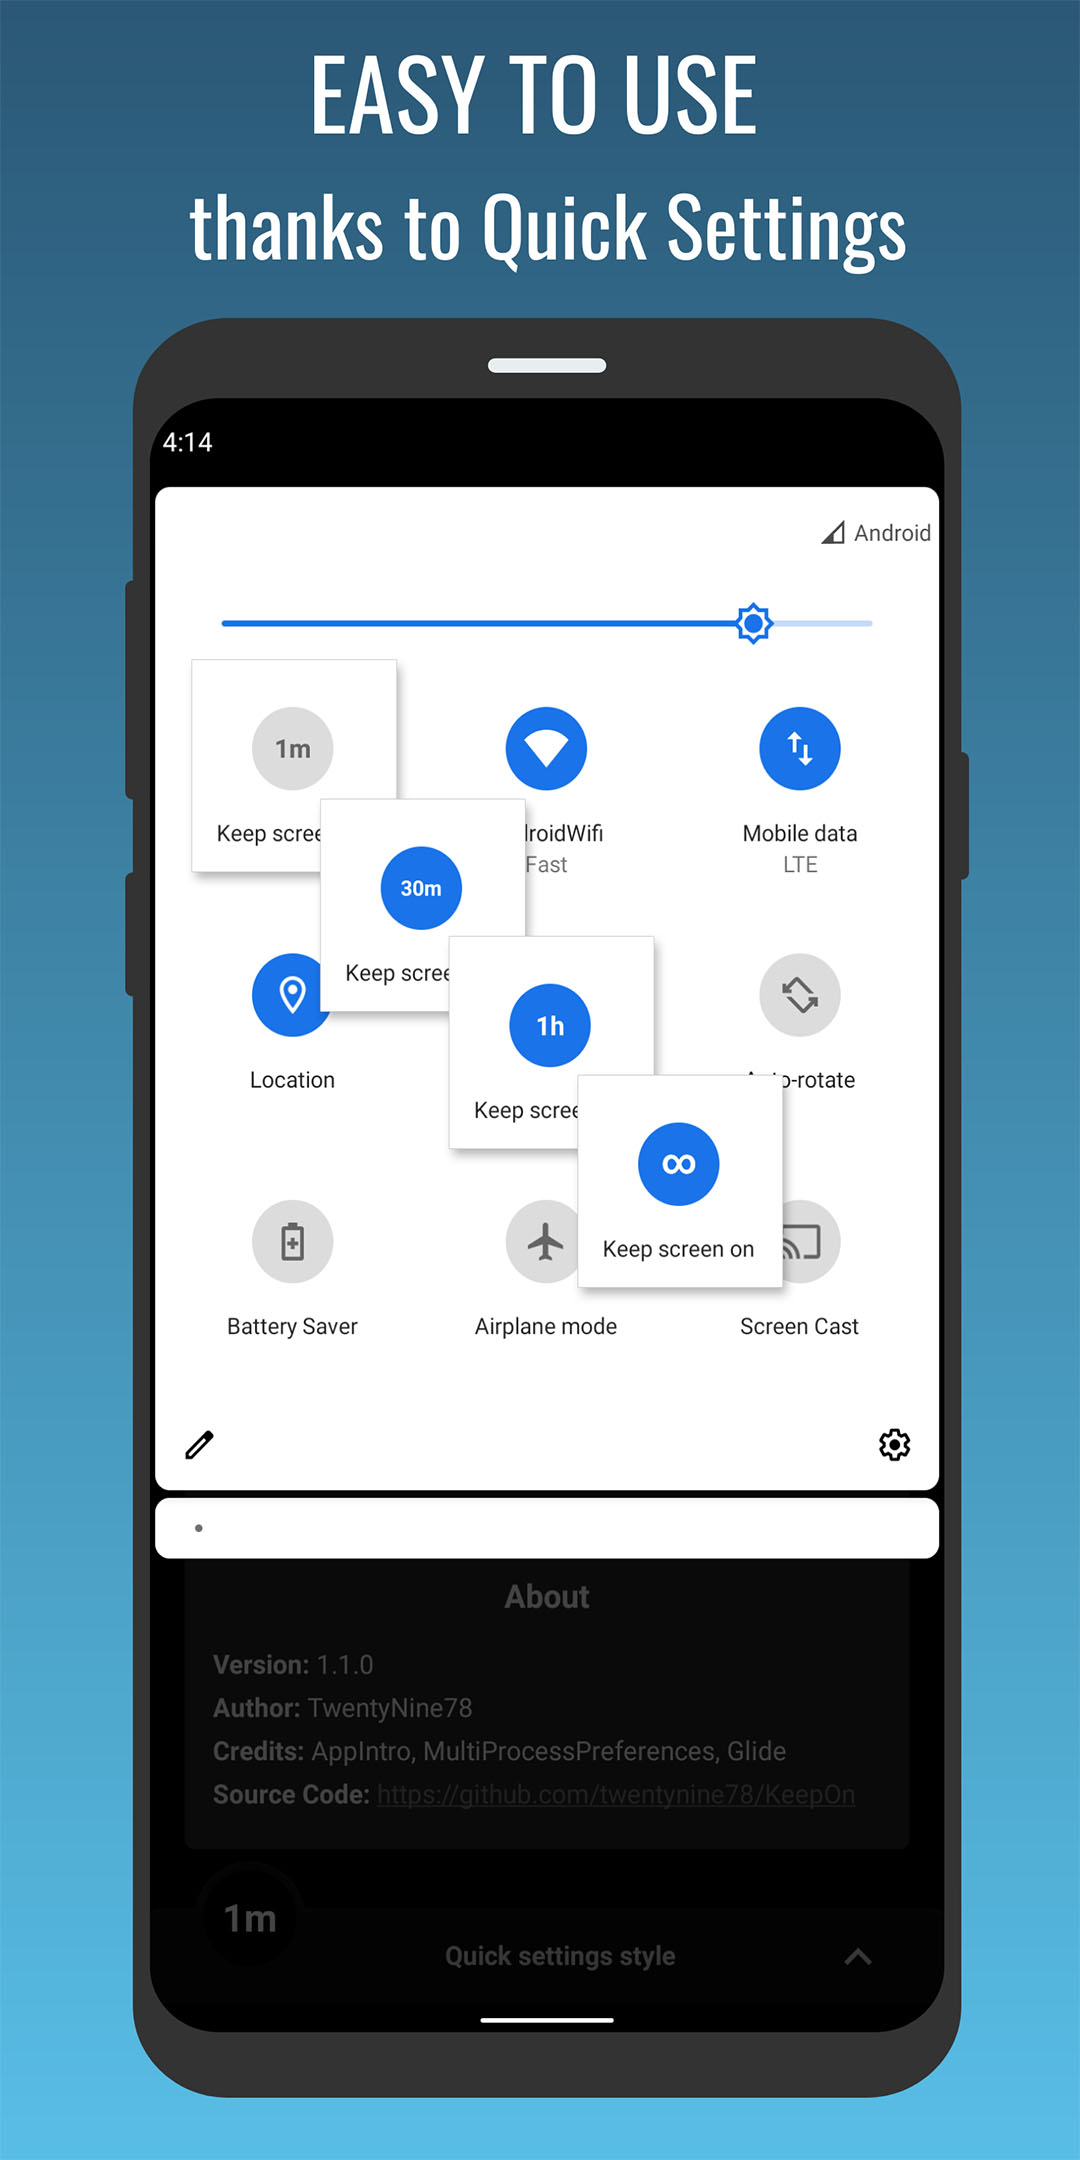 EASY TO USE
thanks to Quick Settings
4:14
Android
1m
Keep scree
droidWifi
Fast
Mobile data
LTE
30m
Keep scree
Location
1h
Keep scree
-rotate
∞
Keep screen on
Battery Saver
Airplane mode
Screen Cast
About
Version: 1.1.0
Author: TwentyNine78
Credits: AppIntro, MultiProcessPreferences, Glide
Source Code: https://github.com/twentynine78/KeepOn
1m
Quick settings style